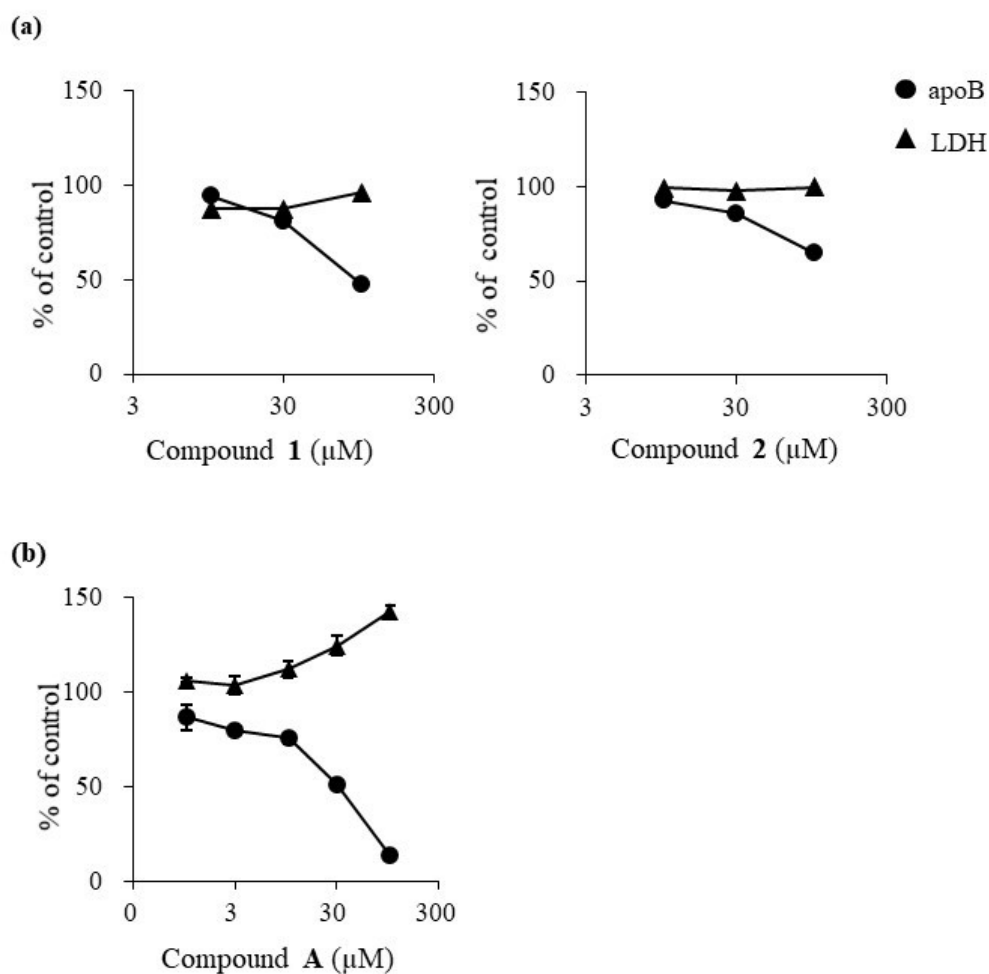 (a)
150
100
50
0
% of control
3 30 300
Compound 1 (µM)
150
100
50
0
% of control
3 30 300
Compound 2 (µM)
apoB
LDH
(b)
150
100
50
0
% of control
0 3 30 300
Compound A (µM)